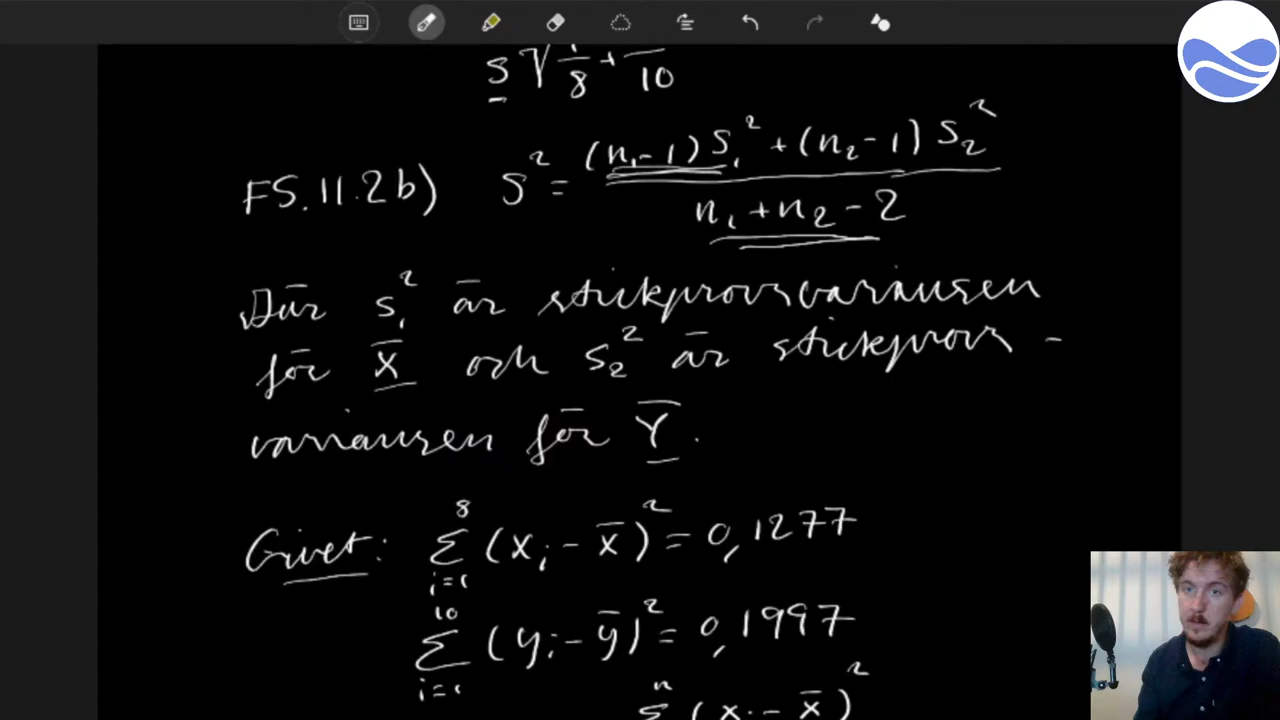 s√(1/8 + 1/10)
FS.11.2b) S² = ((n₁-1)S₁² + (n₂-1)S₂²) / (n₁+n₂-2)
Där s₁² är stickprovsvariansen
för X̄ och s₂² är stickprovs-
variansen för Ȳ.
Givet: Σ_{i=1}^{8} (xᵢ - x̄)² = 0,1277
Σ_{i=1}^{10} (yᵢ - ȳ)² = 0,1997
Σ^{n} (xᵢ - x̄)²